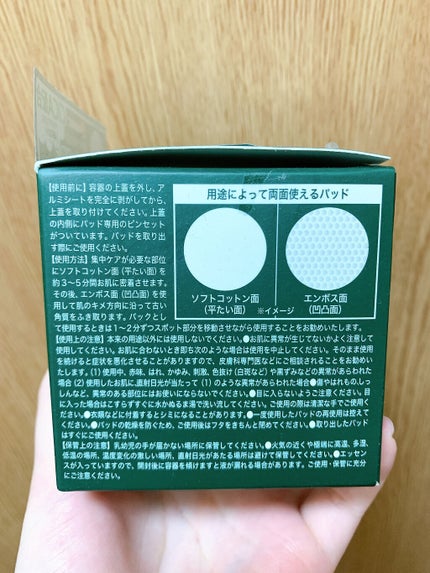 【使用前に】容器の上蓋を外し、ア
ルミシートを完全に剥がしてから、
上蓋を取り付けてください。上蓋
の内側にパッド専用のピンセット
がついています。パッドを取り出
す際にご使用ください。
【使用方法】集中ケアが必要な部位
にソフトコットン面(平たい面)を
約3~5分間お肌に密着させます。
その後、エンボス面(凹凸面)を使
用して肌のキメ方向に沿って古い
角質をふき取ります。パックとし
て使用するときは1~2分ずつスポット部分を移動させながら使用することをお勧めいたします。
用途によって両面使えるパッド
ソフトコットン面
(平たい面)
※イメージ
エンボス面
(凹凸面)
【使用上の注意】本来の用途以外には使用しないでください。●お肌に異常が生じてないかよく注意して
使用してください。お肌に合わないとき即ち次のような場合は使用を中止してください。そのまま使用
を続けると症状を悪化させることがありますので、皮膚科専門医などにご相談されることをお勧めい
たします。(1)使用中、赤味、はれ、かゆみ、刺激、色抜け(白斑など)や黒ずみなどの異常があらわれた
場合(2)使用したお肌に、直射日光が当たって(1)のような異常があらわれた場合●傷やはれもの、しっ
しんなど、異常のある部位にはお使いにならないでください。●目に入らないようご注意ください。目
に入った場合はこすらずすぐに水かぬるま湯で洗い流してください。ご使用の際は清潔な手でご使用く
ださい。●衣類などに付着するとシミになることがあります。●一度使用したパッドの再使用は控えて
ください。●パッドの乾燥を防ぐため、ご使用後はフタをきちんと閉めてください。●取り出したパッド
はすぐにご使用ください。
【保管上の注意】乳幼児の手が届かない場所に保管してください。●火気の近くや極端に高温、多湿、
低温の場所、温度変化の激しい場所、直射日光があたる場所は避けて保管してください。●エッセン
スが入っていますので、開封後に容器を傾けますと液が漏れる場合があります。ご使用・保管に充分
にご注意ください。